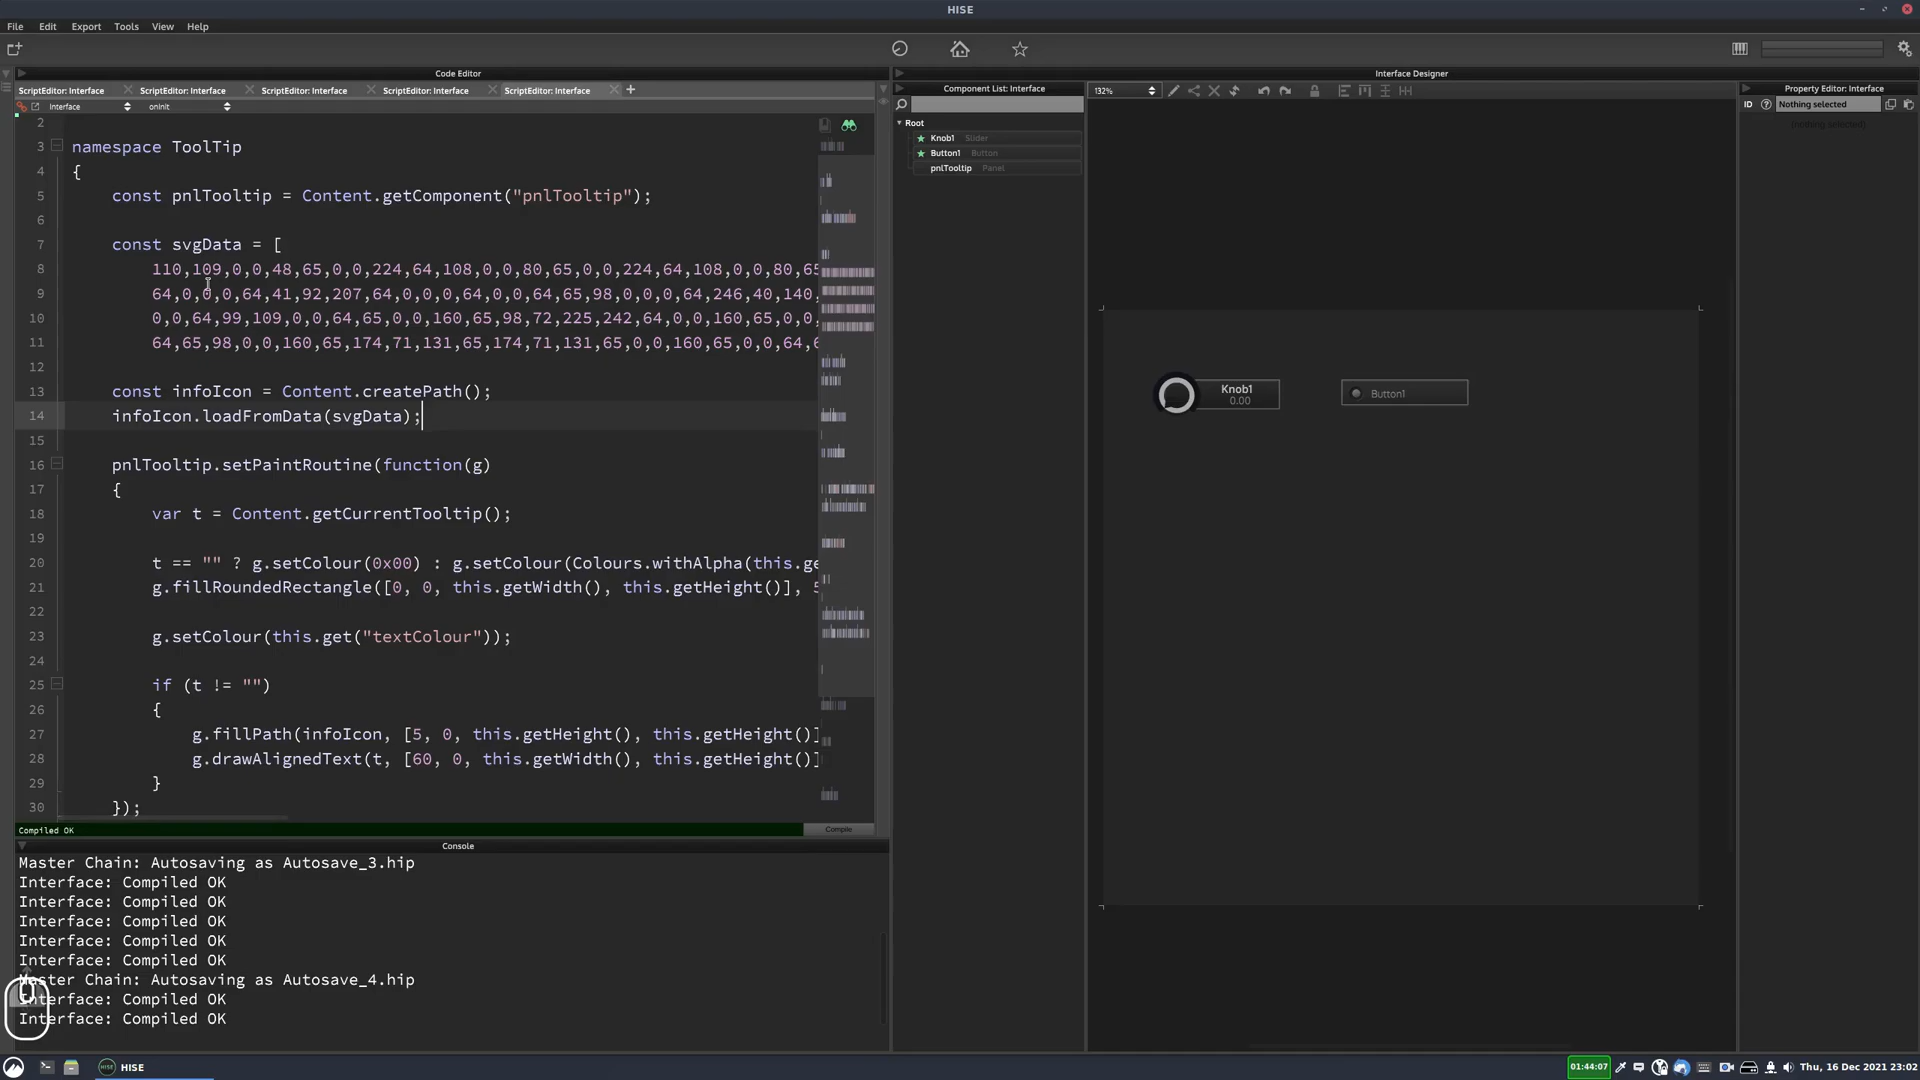 HISE
File Edit Export Tools View Help
Code Editor
Interface Designer
ScriptEditor: Interface ScriptEditor: Interface ScriptEditor: Interface ScriptEditor: Interface ScriptEditor: Interface +
Interface onInit
Component List: Interface
132%
Property Editor: Interface
ID Nothing selected
(nothing selected)
Root
Knob1 Slider
Button1 Button
pnlTooltip Panel
2
3 namespace ToolTip
4 {
5 const pnlTooltip = Content.getComponent("pnlTooltip");
6
7 const svgData = [
8 110,109,0,0,48,65,0,0,224,64,108,0,0,80,65,0,0,224,64,108,0,0,80,65
9 64,0,0,0,64,41,92,207,64,0,0,0,64,0,0,64,65,98,0,0,0,64,246,40,140,
10 0,0,64,99,109,0,0,64,65,0,0,160,65,98,72,225,242,64,0,0,160,65,0,0,
11 64,65,98,0,0,160,65,174,71,131,65,174,71,131,65,0,0,160,65,0,0,64,6
12
13 const infoIcon = Content.createPath();
14 infoIcon.loadFromData(svgData);
15
16 pnlTooltip.setPaintRoutine(function(g)
17 {
18 var t = Content.getCurrentTooltip();
19
20 t == "" ? g.setColour(0x00) : g.setColour(Colours.withAlpha(this.ge
21 g.fillRoundedRectangle([0, 0, this.getWidth(), this.getHeight()], 5
22
23 g.setColour(this.get("textColour"));
24
25 if (t != "")
26 {
27 g.fillPath(infoIcon, [5, 0, this.getHeight(), this.getHeight()]
28 g.drawAlignedText(t, [60, 0, this.getWidth(), this.getHeight()]
29 }
30 });
Knob1
0.00
Button1
Compiled OK
Compile
Console
Master Chain: Autosaving as Autosave_3.hip
Interface: Compiled OK
Interface: Compiled OK
Interface: Compiled OK
Interface: Compiled OK
Interface: Compiled OK
Master Chain: Autosaving as Autosave_4.hip
Interface: Compiled OK
Interface: Compiled OK
HISE
01:44:07
Thu, 16 Dec 2021 23:02